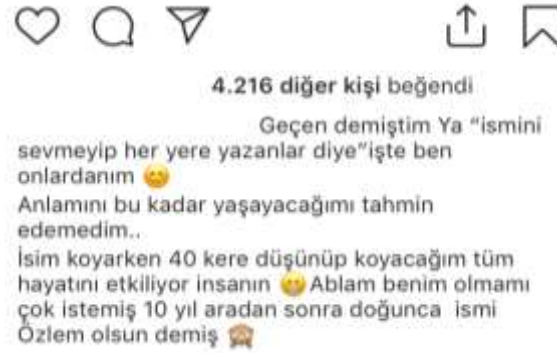 4.216 diğer kişi beğendi
Geçen demiştim Ya "ismini
sevmeyip her yere yazanlar diye"işte ben
onlardanım 😊
Anlamını bu kadar yaşayacağımı tahmin
edemedim..
İsim koyarken 40 kere düşünüp koyacağım tüm
hayatını etkiliyor insanın 😄Ablam benim olmamı
çok istemiş 10 yıl aradan sonra doğunca ismi
Özlem olsun demiş 🙈